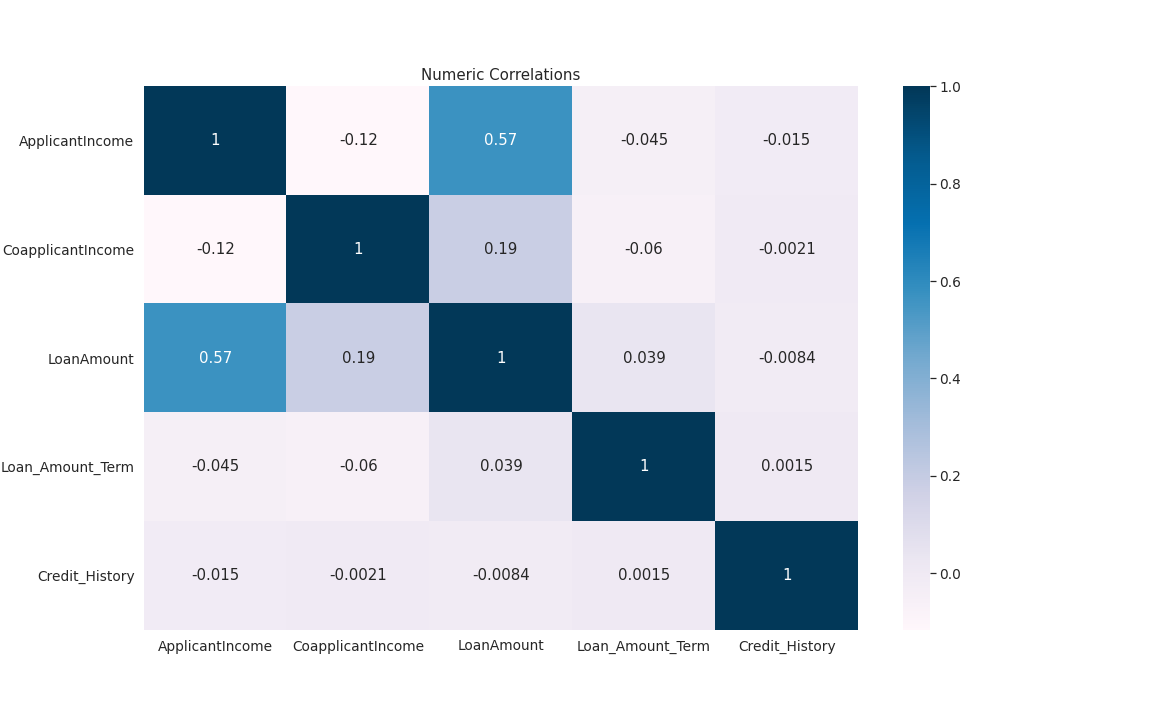 Numeric Correlations
ApplicantIncome 1 -0.12 0.57 -0.045 -0.015
CoapplicantIncome -0.12 1 0.19 -0.06 -0.0021
LoanAmount 0.57 0.19 1 0.039 -0.0084
Loan_Amount_Term -0.045 -0.06 0.039 1 0.0015
Credit_History -0.015 -0.0021 -0.0084 0.0015 1
ApplicantIncome CoapplicantIncome LoanAmount Loan_Amount_Term Credit_History
1.0
0.8
0.6
0.4
0.2
0.0